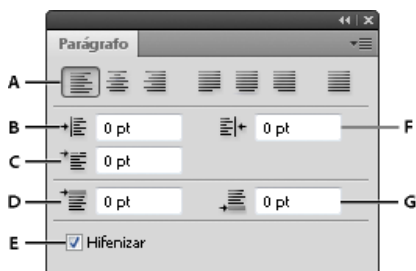 Parágrafo
A
B 0 pt 0 pt F
C 0 pt
D 0 pt 0 pt G
E Hifenizar